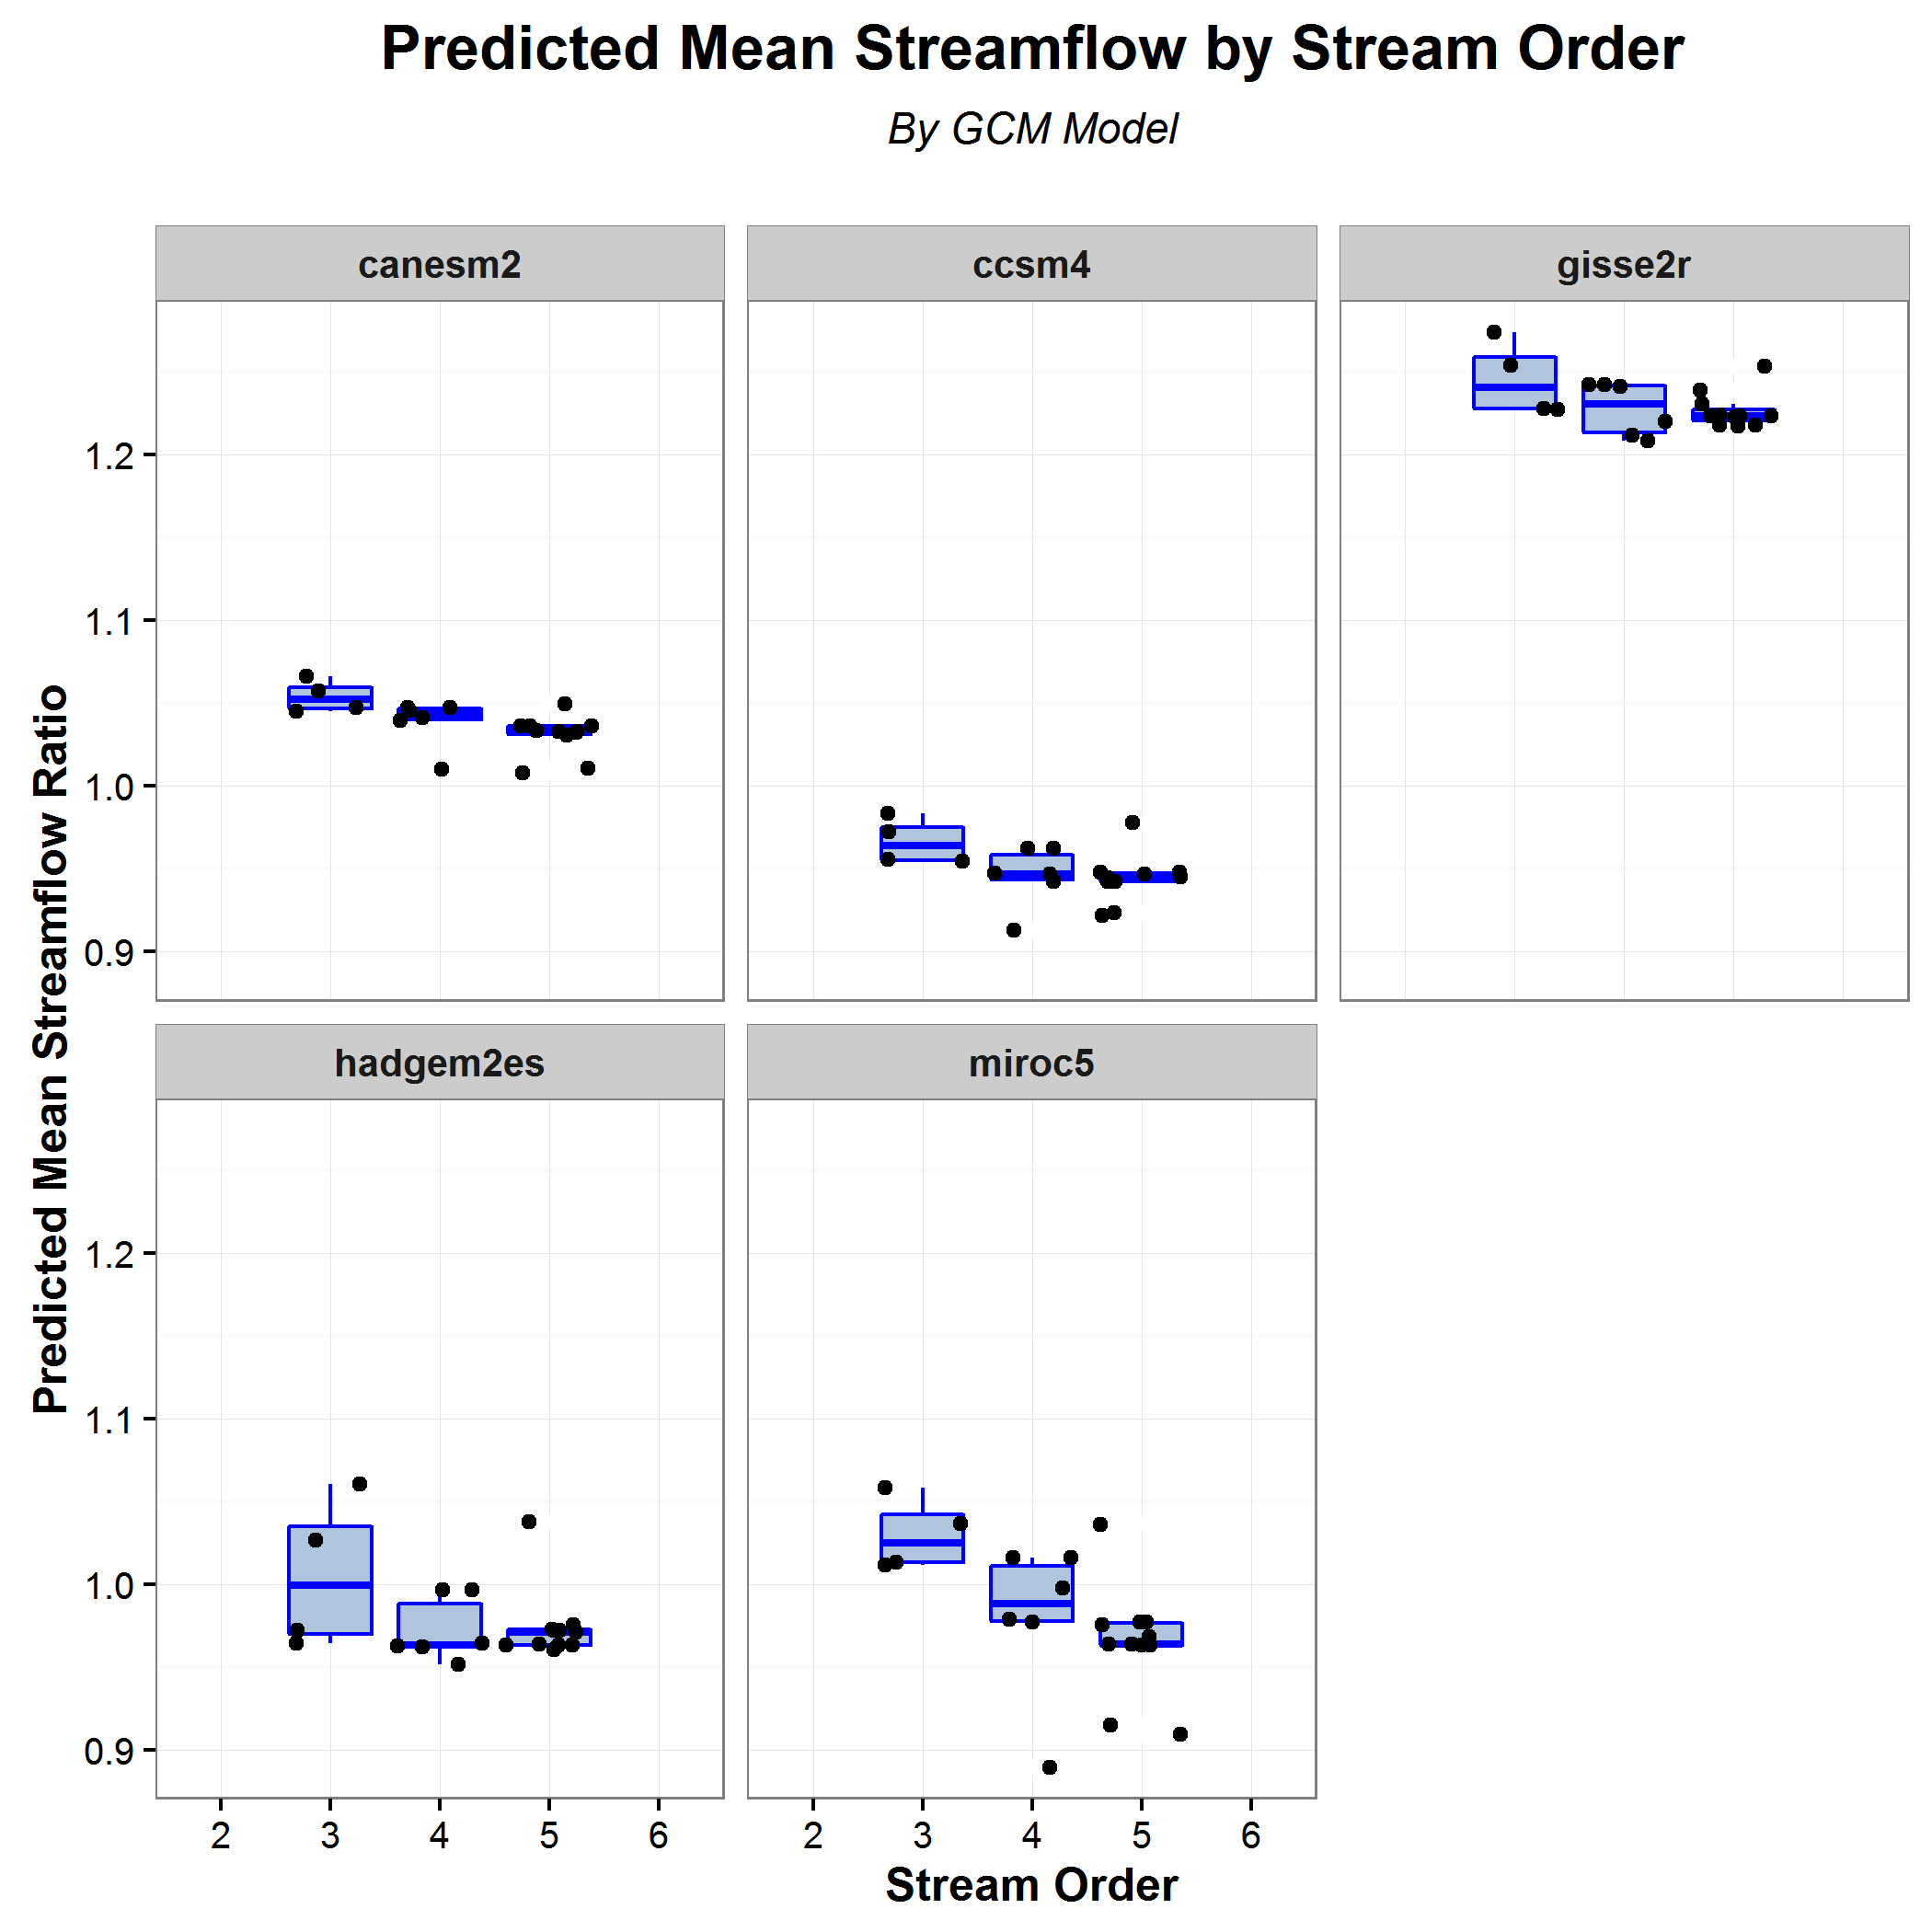 Predicted Mean Streamflow by Stream Order
By GCM Model
canesm2
ccsm4
gisse2r
1.2
1.1
1.0
0.9
hadgem2es
miroc5
1.2
1.1
1.0
0.9
2 3 4 5 6
2 3 4 5 6
Stream Order
Predicted Mean Streamflow Ratio